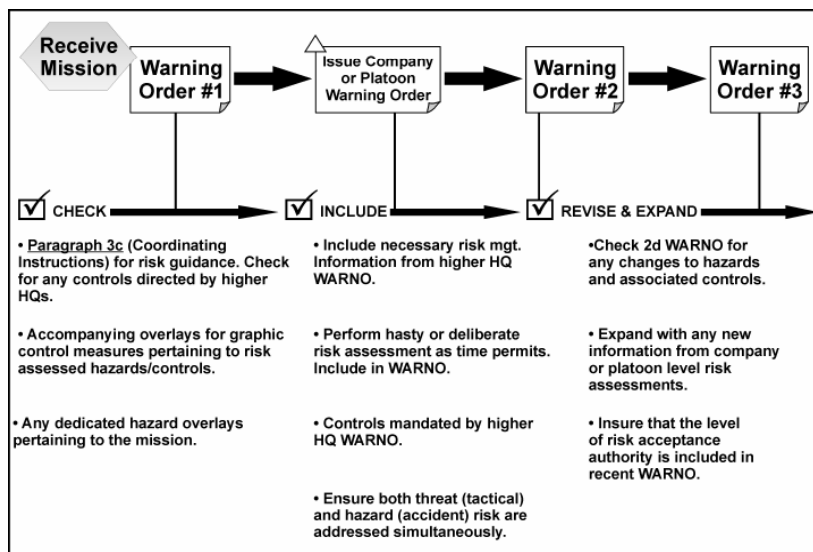 Receive
Mission
Warning
Order #1
Issue Company
or Platoon
Warning Order
Warning
Order #2
Warning
Order #3
CHECK
INCLUDE
REVISE & EXPAND
• Paragraph 3c (Coordinating
Instructions) for risk guidance. Check
for any controls directed by higher
HQs.
• Accompanying overlays for graphic
control measures pertaining to risk
assessed hazards/controls.
• Any dedicated hazard overlays
pertaining to the mission.
• Include necessary risk mgt.
Information from higher HQ
WARNO.
• Perform hasty or deliberate
risk assessment as time permits.
Include in WARNO.
• Controls mandated by higher
HQ WARNO.
• Ensure both threat (tactical)
and hazard (accident) risk are
addressed simultaneously.
•Check 2d WARNO for
any changes to hazards
and associated controls.
• Expand with any new
information from company
or platoon level risk
assessments.
• Insure that the level
of risk acceptance
authority is included in
recent WARNO.